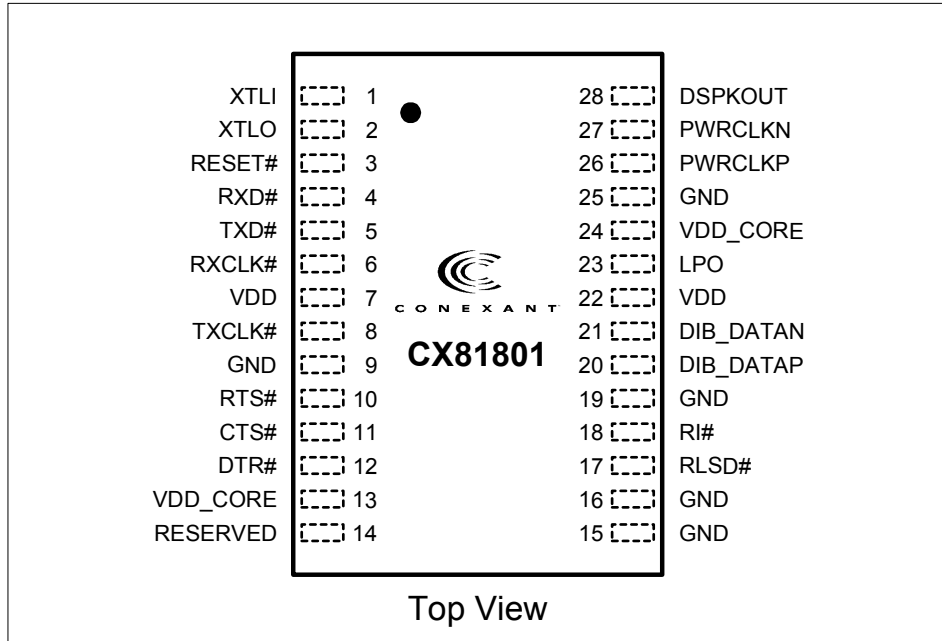 XTLI 1 28 DSPKOUT
XTLO 2 27 PWRCLKN
RESET# 3 26 PWRCLKP
RXD# 4 25 GND
TXD# 5 24 VDD_CORE
RXCLK# 6 23 LPO
VDD 7 22 VDD
CONEXANT
TXCLK# 8 21 DIB_DATAN
CX81801
GND 9 20 DIB_DATAP
RTS# 10 19 GND
CTS# 11 18 RI#
DTR# 12 17 RLSD#
VDD_CORE 13 16 GND
RESERVED 14 15 GND
Top View